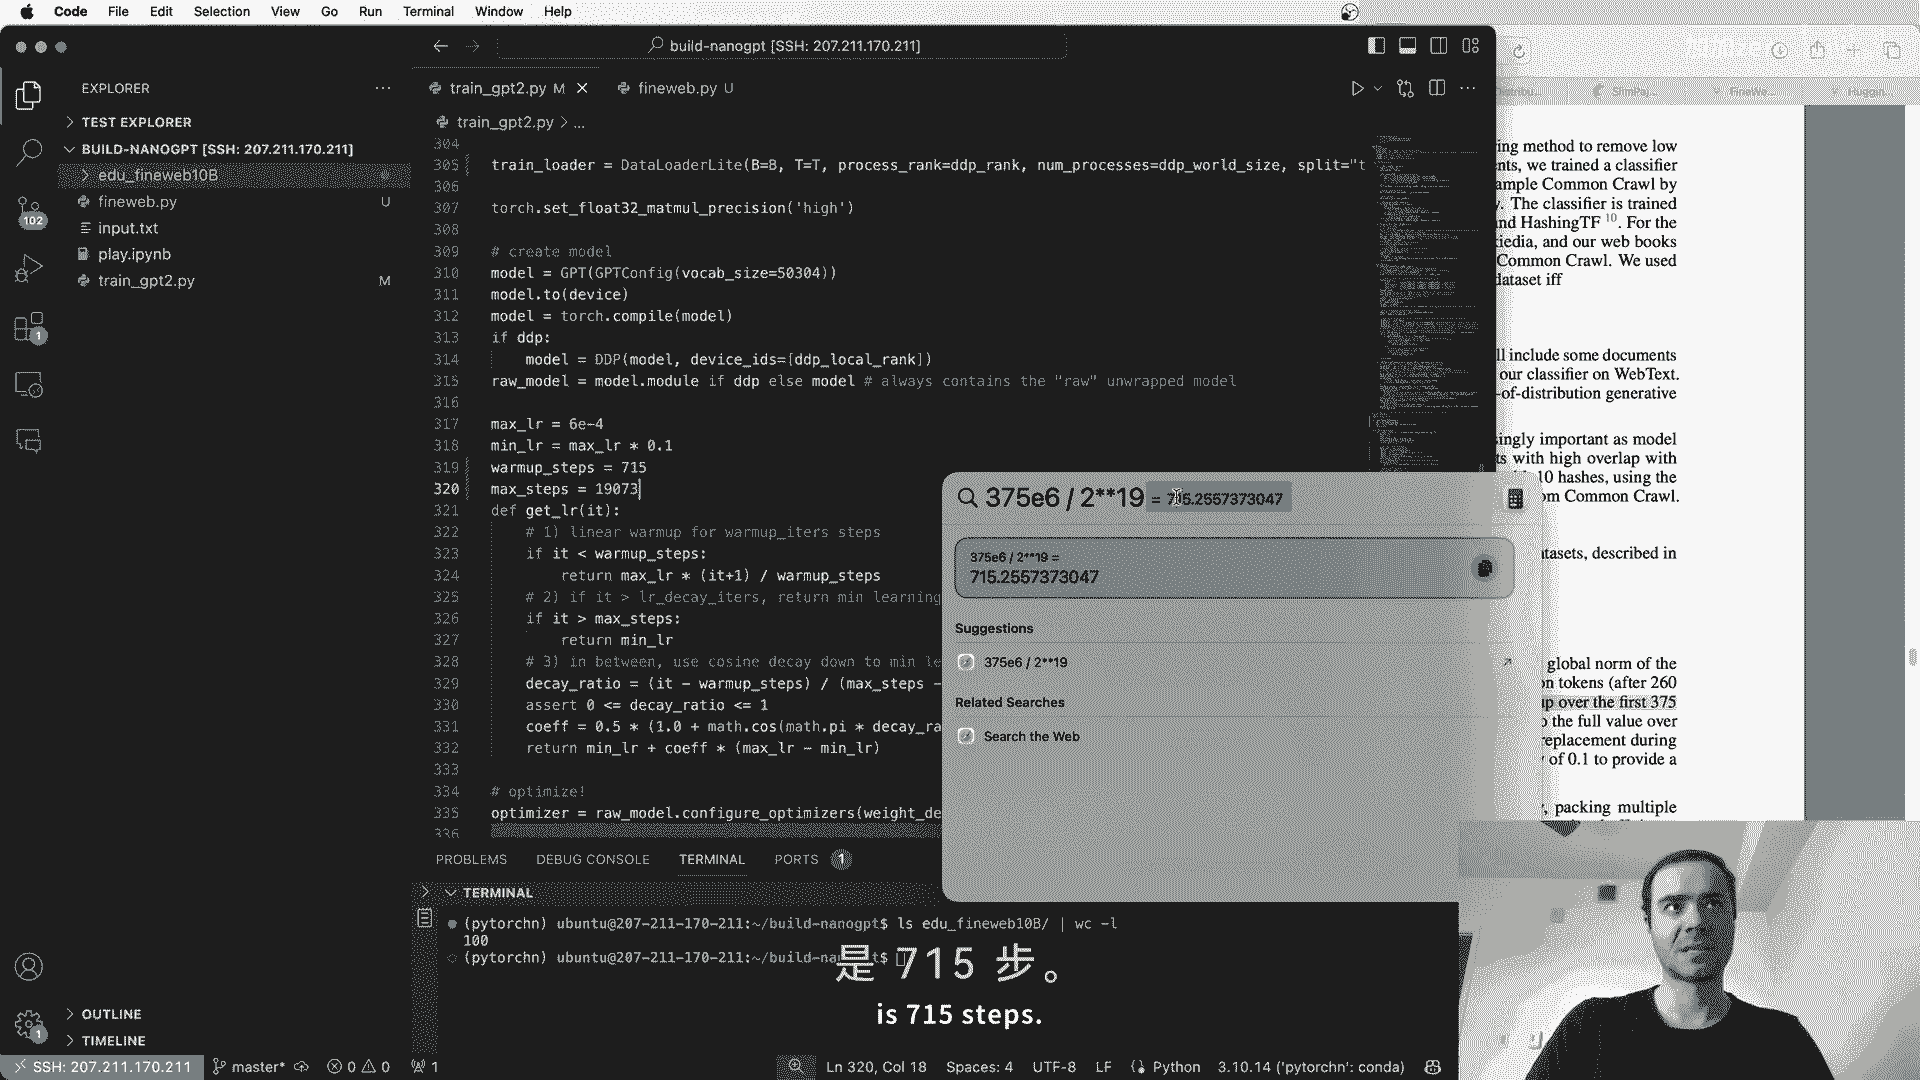 Code File Edit Selection View Go Run Terminal Window Help
build-nanogpt [SSH: 207.211.170.211]
EXPLORER
TEST EXPLORER
BUILD-NANOGPT [SSH: 207.211.170.211]
edu_fineweb10B
fineweb.py U
input.txt
play.ipynb
train_gpt2.py M
102
1
OUTLINE
TIMELINE
train_gpt2.py M
fineweb.py U
train_gpt2.py > ...
304
305 train_loader = DataLoaderLite(B=B, T=T, process_rank=ddp_rank, num_processes=ddp_world_size, split="t
306
307 torch.set_float32_matmul_precision('high')
308
309 # create model
310 model = GPT(GPTConfig(vocab_size=50304))
311 model.to(device)
312 model = torch.compile(model)
313 if ddp:
314 model = DDP(model, device_ids=[ddp_local_rank])
315 raw_model = model.module if ddp else model # always contains the "raw" unwrapped model
316
317 max_lr = 6e-4
318 min_lr = max_lr * 0.1
319 warmup_steps = 715
320 max_steps = 19073
321 def get_lr(it):
322 # 1) linear warmup for warmup_iters steps
323 if it < warmup_steps:
324 return max_lr * (it+1) / warmup_steps
325 # 2) if it > lr_decay_iters, return min learning
326 if it > max_steps:
327 return min_lr
328 # 3) in between, use cosine decay down to min le
329 decay_ratio = (it - warmup_steps) / (max_steps -
330 assert 0 <= decay_ratio <= 1
331 coeff = 0.5 * (1.0 + math.cos(math.pi * decay_ra
332 return min_lr + coeff * (max_lr - min_lr)
333
334 # optimize!
335 optimizer = raw_model.configure_optimizers(weight_de
336
375e6 / 2**19 = 715.2557373047
375e6 / 2**19 =
715.2557373047
Suggestions
375e6 / 2**19
Related Searches
Search the Web
PROBLEMS DEBUG CONSOLE TERMINAL PORTS 1
TERMINAL
(pytorchn) ubuntu@207-211-170-211:~/build-nanogpt$ ls edu_fineweb10B/ | wc -l
100
(pytorchn) ubuntu@207-211-170-211:~/build-nanogpt$
是 715 步。
is 715 steps.
SSH: 207.211.170.211 master* 0 0 1 Ln 320, Col 18 Spaces: 4 UTF-8 LF Python 3.10.14 ('pytorchn': conda)
SlimPaj... FineWe... Huggin...
ing method to remove low
ents, we trained a classifier
ample Common Crawl by
y. The classifier is trained
nd HashingTF 10. For the
iedia, and our web books
Common Crawl. We used
dataset iff
ll include some documents
our classifier on WebText.
-of-distribution generative
singly important as model
ts with high overlap with
10 hashes, using the
om Common Crawl.
tasets, described in
global norm of the
on tokens (after 260
up over the first 375
o the full value over
replacement during
of 0.1 to provide a
, packing multiple